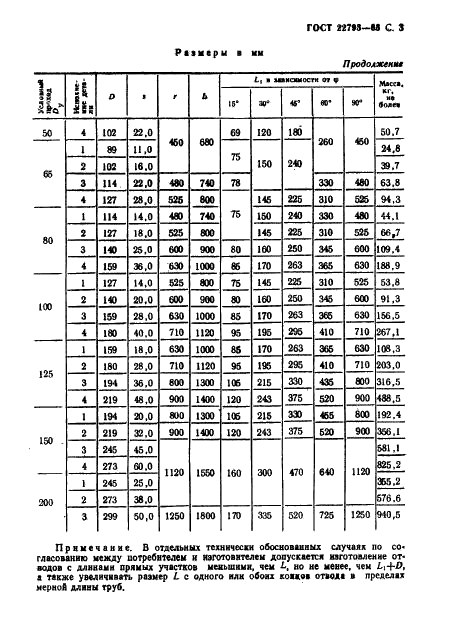 ГОСТ 22793—83 С. 3
Размеры в мм
Продолжение
Условный проход Dу | Исполнение детали | D | s | r | L | L₁ в зависимости от φ | Масса, кг, не более
15° | 30° | 45° | 60° | 90°
50 | 4 | 102 | 22,0 | 450 | 680 | 69 | 120 | 180 | 260 | 450 | 50,7
65 | 1 | 89 | 11,0 | 75 | 150 | 240 | 24,8
2 | 102 | 16,0 | 39,7
3 | 114 | 22,0 | 480 | 740 | 78 | 330 | 480 | 63,8
4 | 127 | 28,0 | 525 | 800 | 75 | 145 | 225 | 310 | 525 | 94,3
80 | 1 | 114 | 14,0 | 480 | 740 | 150 | 240 | 330 | 480 | 44,1
2 | 127 | 18,0 | 525 | 800 | 145 | 225 | 310 | 525 | 66,7
3 | 140 | 25,0 | 600 | 900 | 80 | 160 | 250 | 345 | 600 | 109,4
4 | 159 | 36,0 | 630 | 1000 | 85 | 170 | 263 | 365 | 630 | 188,9
100 | 1 | 127 | 14,0 | 525 | 800 | 75 | 145 | 225 | 310 | 525 | 53,8
2 | 140 | 20,0 | 600 | 900 | 80 | 160 | 250 | 345 | 600 | 91,3
3 | 159 | 28,0 | 630 | 1000 | 85 | 170 | 263 | 365 | 630 | 156,5
4 | 180 | 40,0 | 710 | 1120 | 95 | 195 | 295 | 410 | 710 | 267,1
125 | 1 | 159 | 18,0 | 630 | 1000 | 85 | 170 | 263 | 365 | 630 | 108,3
2 | 180 | 28,0 | 710 | 1120 | 95 | 195 | 295 | 410 | 710 | 203,0
3 | 194 | 36,0 | 800 | 1300 | 105 | 215 | 330 | 435 | 800 | 316,5
4 | 219 | 48,0 | 900 | 1400 | 120 | 243 | 375 | 520 | 900 | 488,5
150 | 1 | 194 | 20,0 | 800 | 1300 | 105 | 215 | 330 | 455 | 800 | 192,4
2 | 219 | 32,0 | 900 | 1400 | 120 | 243 | 375 | 520 | 900 | 356,1
3 | 245 | 45,0 | 1120 | 1550 | 160 | 300 | 470 | 640 | 1120 | 581,1
4 | 273 | 60,0 | 825,2
200 | 1 | 245 | 25,0 | 355,2
2 | 273 | 38,0 | 576,6
3 | 299 | 50,0 | 1250 | 1800 | 170 | 335 | 520 | 725 | 1250 | 940,5
Примечание. В отдельных технически обоснованных случаях по со-
гласованию между потребителем и изготовителем допускается изготовление от-
водов с длинами прямых участков меньшими, чем L, но не менее, чем L₁+D,
а также увеличивать размер L с одного или обоих концов отвода в пределах
мерной длины труб.